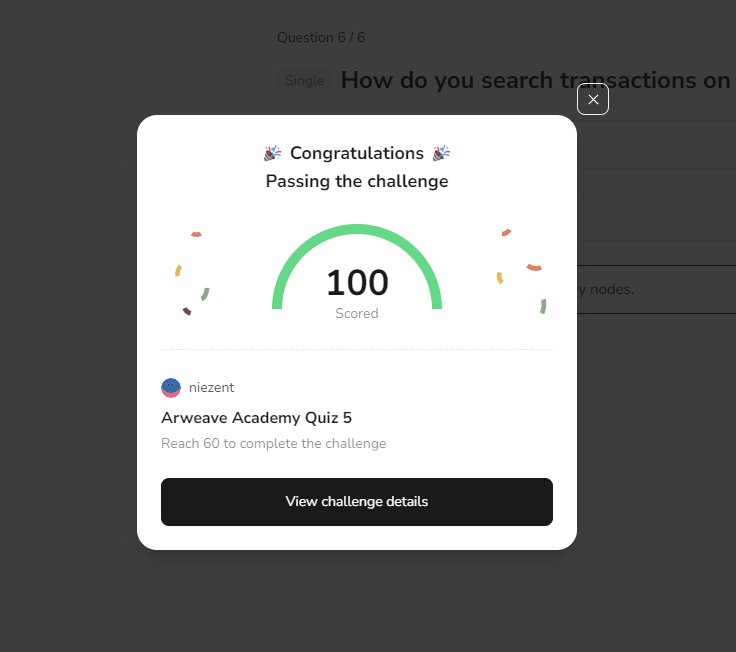 Question 6 / 6
Single How do you search transactions on
Congratulations
Passing the challenge
100
Scored
nodes.
niezent
Arweave Academy Quiz 5
Reach 60 to complete the challenge
View challenge details